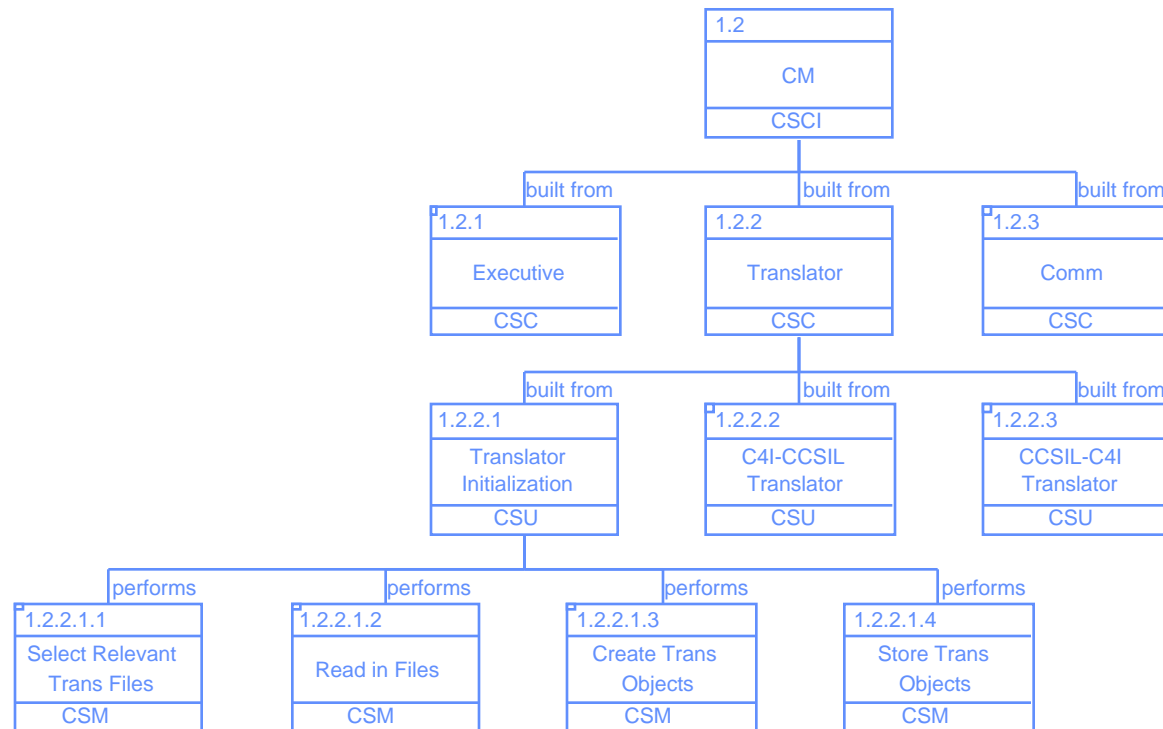 1.2
CM
CSCI
built from
built from
built from
1.2.1
1.2.2
1.2.3
Executive
Translator
Comm
CSC
CSC
CSC
built from
built from
built from
1.2.2.1
1.2.2.2
1.2.2.3
Translator
Initialization
C4I-CCSIL
Translator
CCSIL-C4I
Translator
CSU
CSU
CSU
performs
performs
performs
performs
1.2.2.1.1
1.2.2.1.2
1.2.2.1.3
1.2.2.1.4
Select Relevant
Trans Files
Read in Files
Create Trans
Objects
Store Trans
Objects
CSM
CSM
CSM
CSM